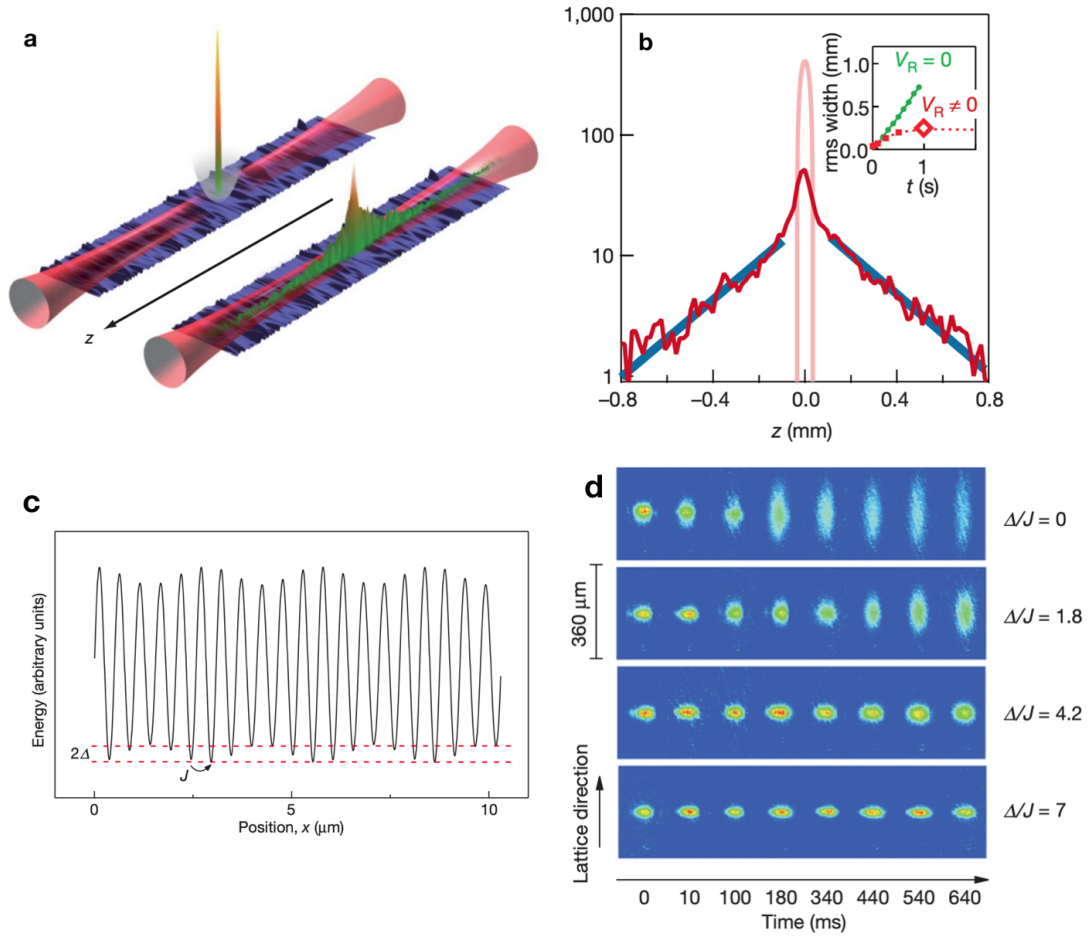 a
z
b
1,000
100
10
1
–0.8
–0.4
0.0
0.4
0.8
z (mm)
rms width (mm)
1.0
0.5
0.0
0
1
t (s)
V_R = 0
V_R ≠ 0
c
Energy (arbitrary units)
2Δ
J
0
5
10
Position, x (μm)
d
Δ/J = 0
360 μm
Δ/J = 1.8
Δ/J = 4.2
Lattice direction
Δ/J = 7
0 10 100 180 340 440 540 640
Time (ms)